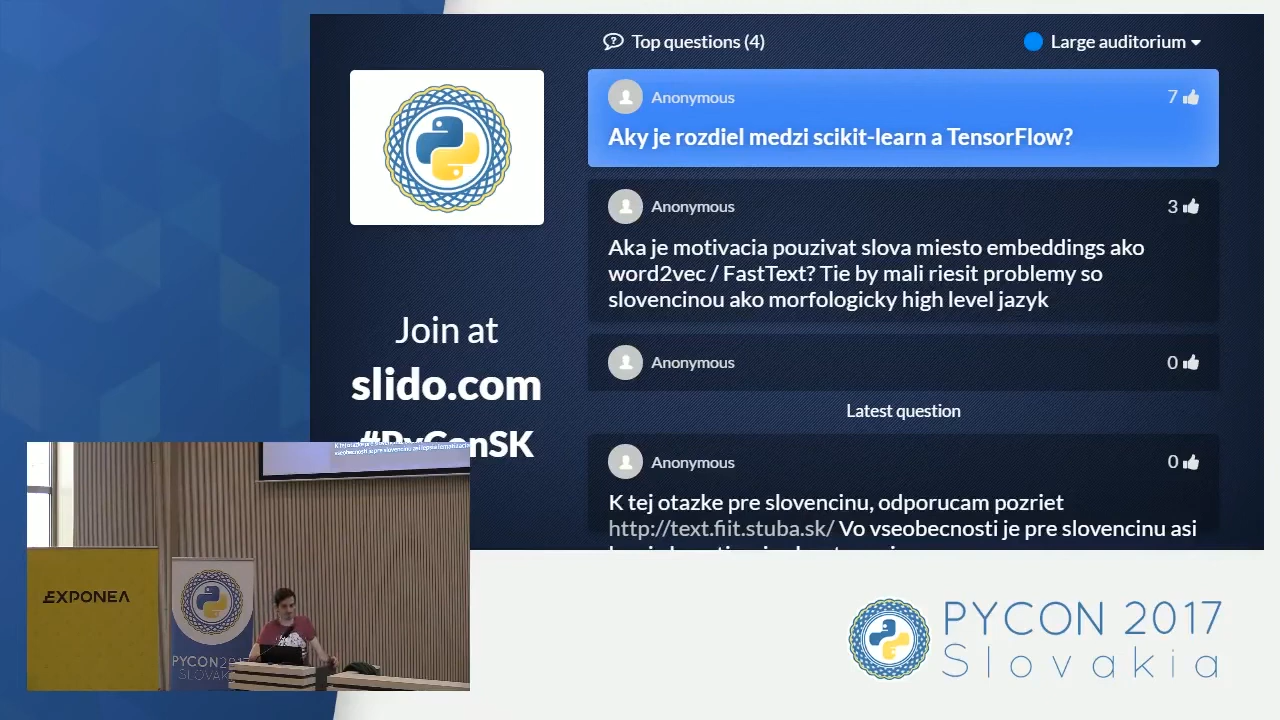 Top questions (4)
Large auditorium
Anonymous
7
Aky je rozdiel medzi scikit-learn a TensorFlow?
Anonymous
3
Aka je motivacia pouzivat slova miesto embeddings ako
word2vec / FastText? Tie by mali riesit problemy so
slovencinou ako morfologicky high level jazyk
Anonymous
0
Latest question
Anonymous
0
K tej otazke pre slovencinu, odporucam pozriet
http://text.fiit.stuba.sk/ Vo vseobecnosti je pre slovencinu asi
Join at
slido.com
#PyConSK
EXPONEA
PYCON 2017
SLOVAKIA
PYCON 2017
Slovakia